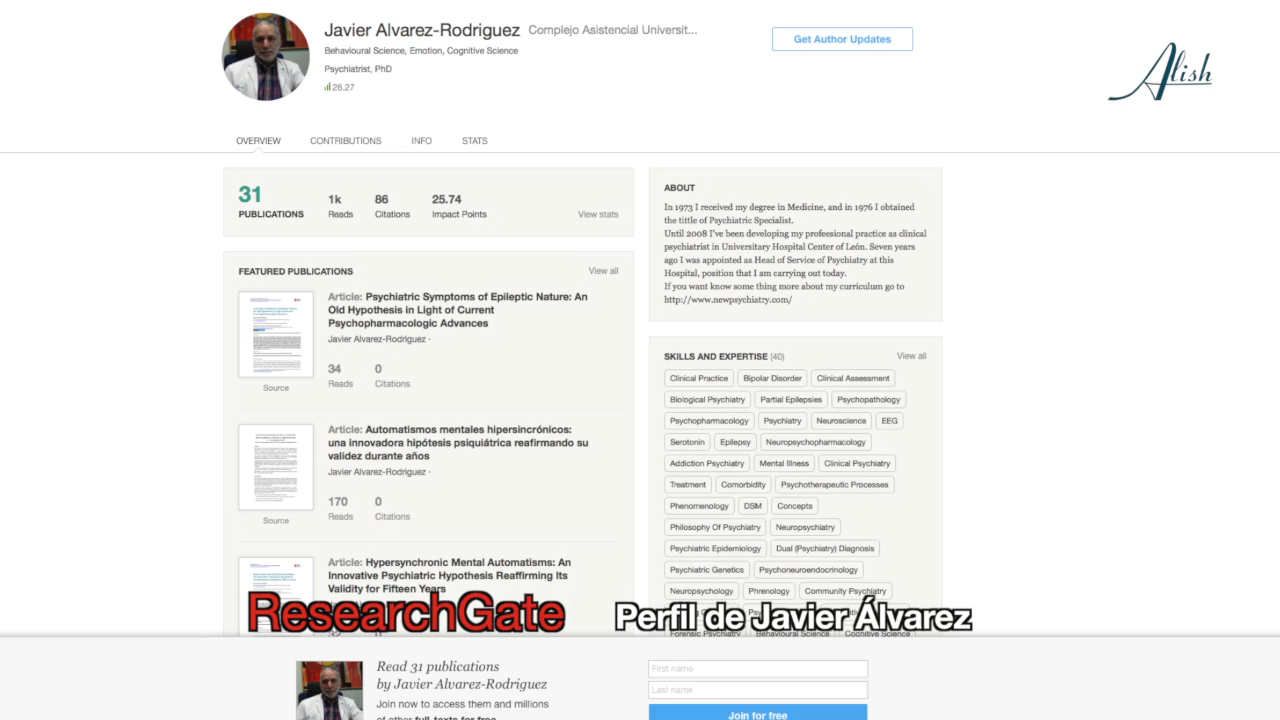 Javier Alvarez-Rodriguez Complejo Asistencial Universit...
Behavioural Science, Emotion, Cognitive Science
Psychiatrist, PhD
26.27
Get Author Updates
Alish
OVERVIEW CONTRIBUTIONS INFO STATS
31
PUBLICATIONS
1k
Reads
86
Citations
25.74
Impact Points
View stats
FEATURED PUBLICATIONS View all
Article: Psychiatric Symptoms of Epileptic Nature: An
Old Hypothesis in Light of Current
Psychopharmacologic Advances
Javier Alvarez-Rodriguez ·
34 0
Reads Citations
Source
Article: Automatismos mentales hipersincrónicos:
una innovadora hipótesis psiquiátrica reafirmando su
validez durante años
Javier Alvarez-Rodriguez ·
170 0
Reads Citations
Source
Article: Hypersynchronic Mental Automatisms: An
Innovative Psychiatric Hypothesis Reaffirming Its
Validity for Fifteen Years
ABOUT
In 1973 I received my degree in Medicine, and in 1976 I obtained
the tittle of Psychiatric Specialist.
Until 2008 I've been developing my profesional practice as clinical
psychiatrist in Universitary Hospital Center of León. Seven years
ago I was appointed as Head of Service of Psychiatry at this
Hospital, position that I am carrying out today.
If you want know some thing more about my curriculum go to
http://www.newpsychiatry.com/
SKILLS AND EXPERTISE (40) View all
Clinical Practice Bipolar Disorder Clinical Assessment
Biological Psychiatry Partial Epilepsies Psychopathology
Psychopharmacology Psychiatry Neuroscience EEG
Serotonin Epilepsy Neuropsychopharmacology
Addiction Psychiatry Mental Illness Clinical Psychiatry
Treatment Comorbidity Psychotherapeutic Processes
Phenomenology DSM Concepts
Philosophy Of Psychiatry Neuropsychiatry
Psychiatric Epidemiology Dual (Psychiatry) Diagnosis
Psychiatric Genetics Psychoneuroendocrinology
Neuropsychology Phrenology Community Psychiatry
Forensic Psychiatry Behavioural Science Cognitive Science
ResearchGate Perfil de Javier Álvarez
Read 31 publications
by Javier Alvarez-Rodriguez
Join now to access them and millions
of other full-texts for free.
First name
Last name
Join for free